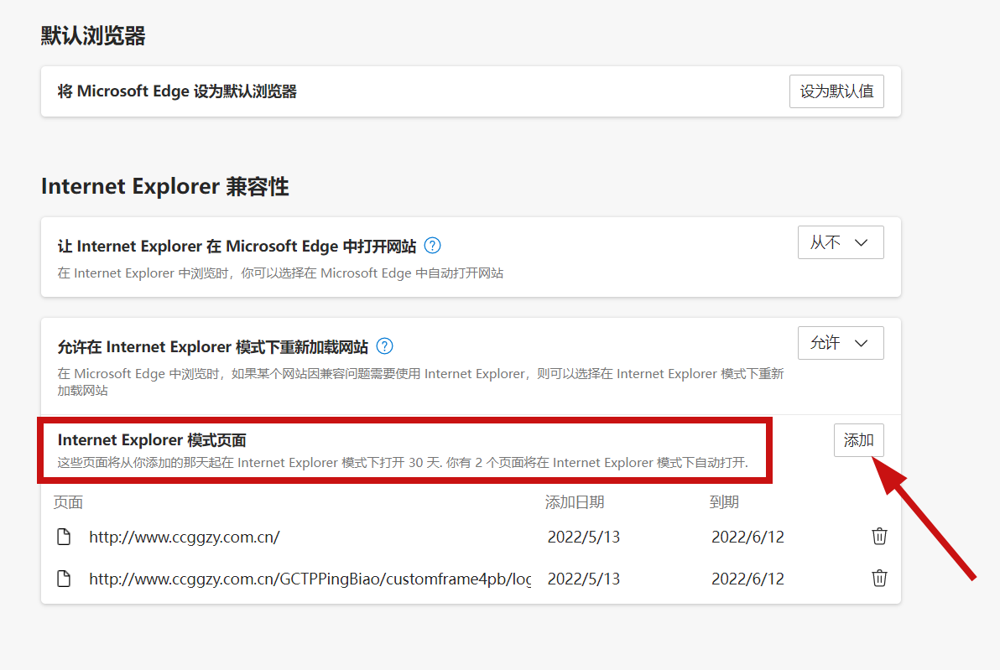 默认浏览器
将 Microsoft Edge 设为默认浏览器
设为默认值
Internet Explorer 兼容性
让 Internet Explorer 在 Microsoft Edge 中打开网站 ?
从不
在 Internet Explorer 中浏览时，你可以选择在 Microsoft Edge 中自动打开网站
允许在 Internet Explorer 模式下重新加载网站 ?
允许
在 Microsoft Edge 中浏览时，如果某个网站因兼容问题需要使用 Internet Explorer，则可以选择在 Internet Explorer 模式下重新
加载网站
Internet Explorer 模式页面
添加
这些页面将从你添加的那天起在 Internet Explorer 模式下打开 30 天. 你有 2 个页面将在 Internet Explorer 模式下自动打开.
页面 添加日期 到期
http://www.ccggzy.com.cn/ 2022/5/13 2022/6/12
http://www.ccggzy.com.cn/GCTPPingBiao/customframe4pb/log 2022/5/13 2022/6/12